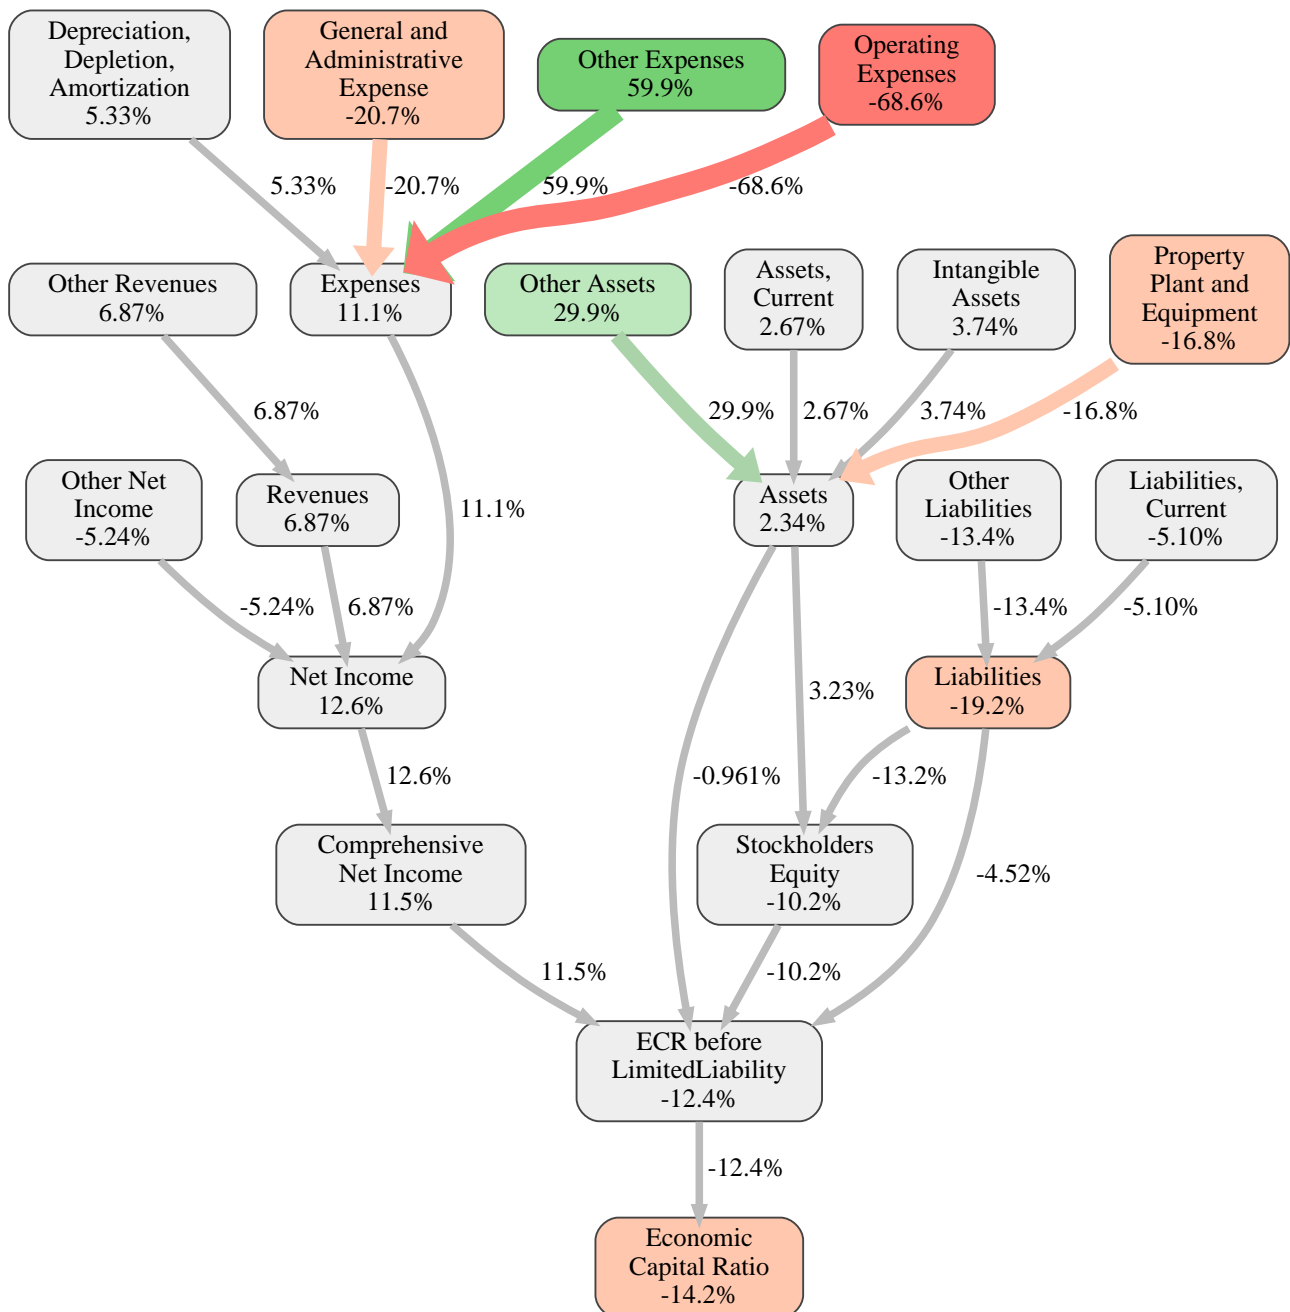 Depreciation,
Depletion,
Amortization
5.33%
General and
Administrative
Expense
-20.7%
Other Expenses
59.9%
Operating
Expenses
-68.6%
5.33%
-20.7%
59.9%
-68.6%
Other Revenues
6.87%
Expenses
11.1%
Other Assets
29.9%
Assets,
Current
2.67%
Intangible
Assets
3.74%
Property
Plant and
Equipment
-16.8%
6.87%
29.9%
2.67%
3.74%
-16.8%
Other Net
Income
-5.24%
Revenues
6.87%
11.1%
Assets
2.34%
Other
Liabilities
-13.4%
Liabilities,
Current
-5.10%
-5.24%
6.87%
-13.4%
-5.10%
Net Income
12.6%
3.23%
Liabilities
-19.2%
12.6%
-0.961%
-13.2%
Comprehensive
Net Income
11.5%
Stockholders
Equity
-10.2%
-4.52%
11.5%
-10.2%
ECR before
LimitedLiability
-12.4%
-12.4%
Economic
Capital Ratio
-14.2%